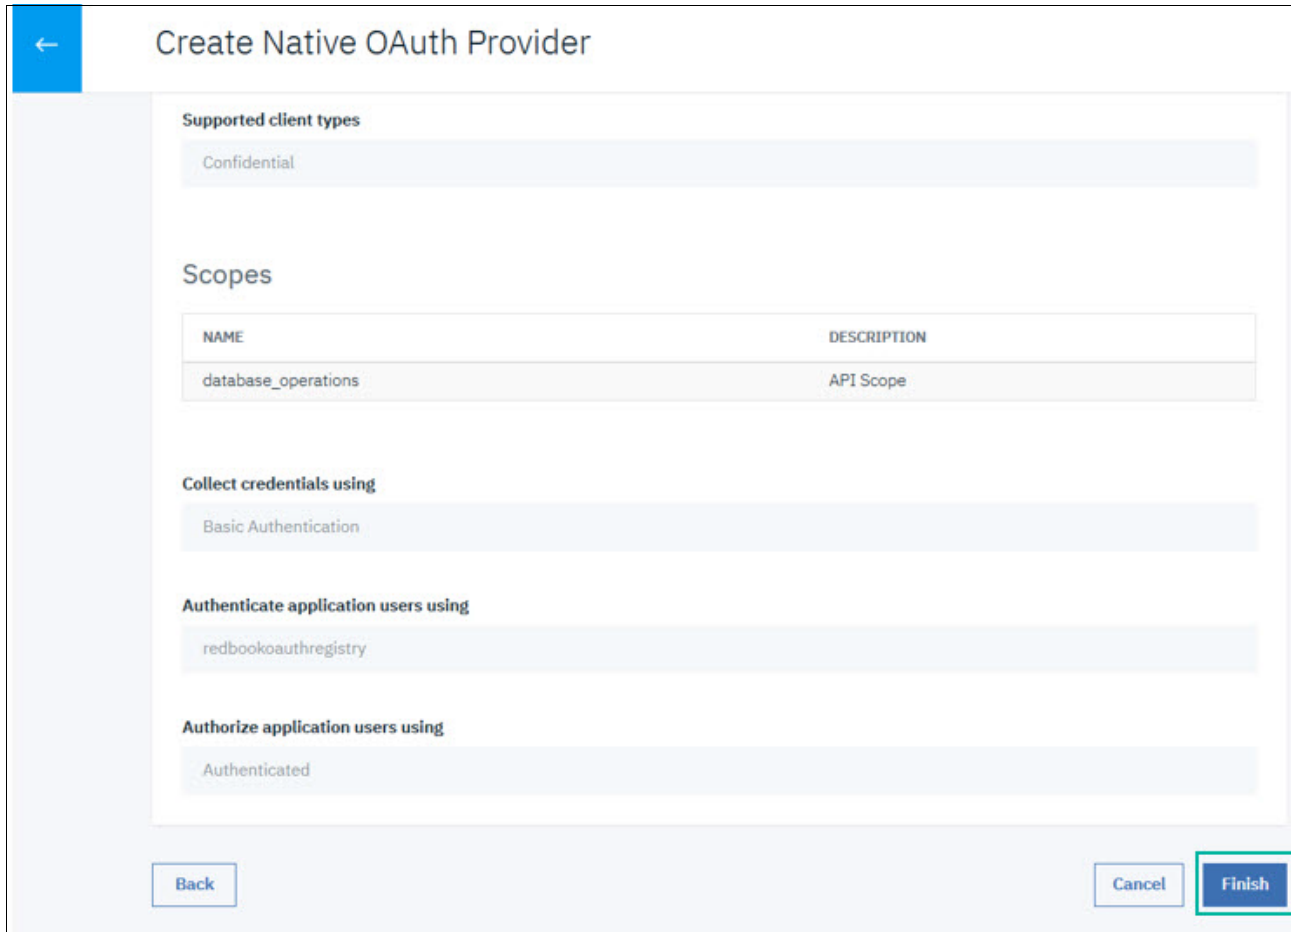 Create Native OAuth Provider
Supported client types
Confidential
Scopes
NAME DESCRIPTION
database_operations API Scope
Collect credentials using
Basic Authentication
Authenticate application users using
redbookoauthregistry
Authorize application users using
Authenticated
Back Cancel Finish